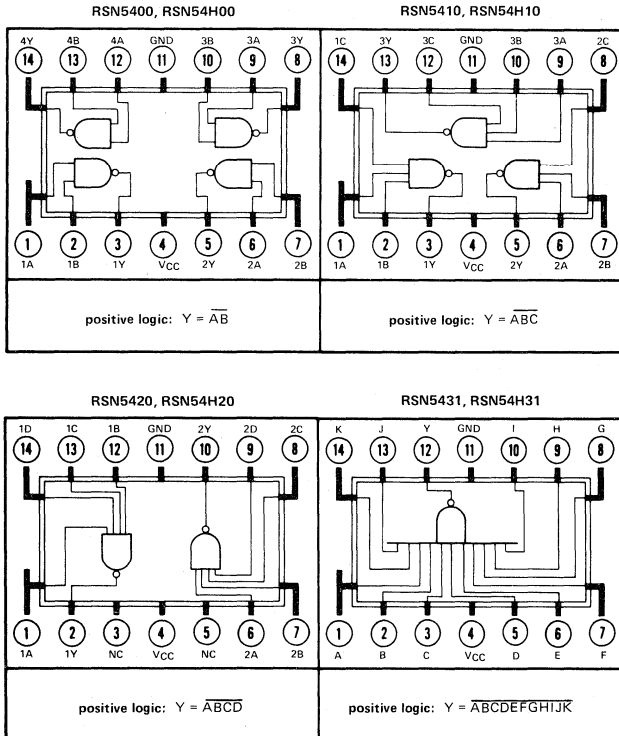 RSN5400, RSN54H00
4Y 4B 4A GND 3B 3A 3Y
14 13 12 11 10 9 8
1 2 3 4 5 6 7
1A 1B 1Y VCC 2Y 2A 2B
positive logic: Y = A̅B̅
RSN5410, RSN54H10
1C 3Y 3C GND 3B 3A 2C
14 13 12 11 10 9 8
1 2 3 4 5 6 7
1A 1B 1Y VCC 2Y 2A 2B
positive logic: Y = A̅B̅C̅
RSN5420, RSN54H20
1D 1C 1B GND 2Y 2D 2C
14 13 12 11 10 9 8
1 2 3 4 5 6 7
1A 1Y NC VCC NC 2A 2B
positive logic: Y = A̅B̅C̅D̅
RSN5431, RSN54H31
K J Y GND I H G
14 13 12 11 10 9 8
1 2 3 4 5 6 7
A B C VCC D E F
positive logic: Y = A̅B̅C̅D̅E̅F̅G̅H̅I̅J̅K̅